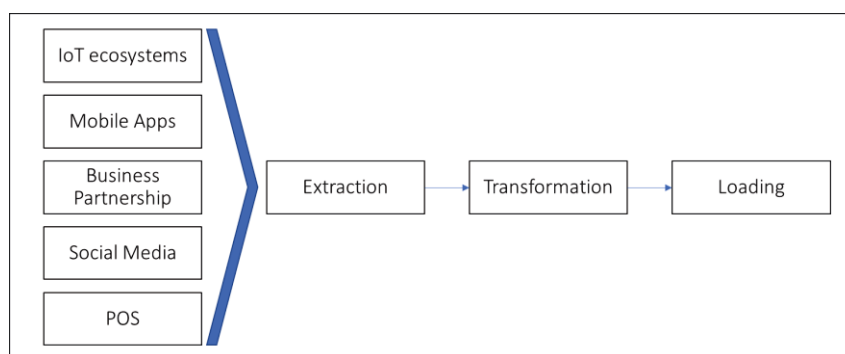 IoT ecosystems
Mobile Apps
Business
Partnership
Extraction
Transformation
Loading
Social Media
POS